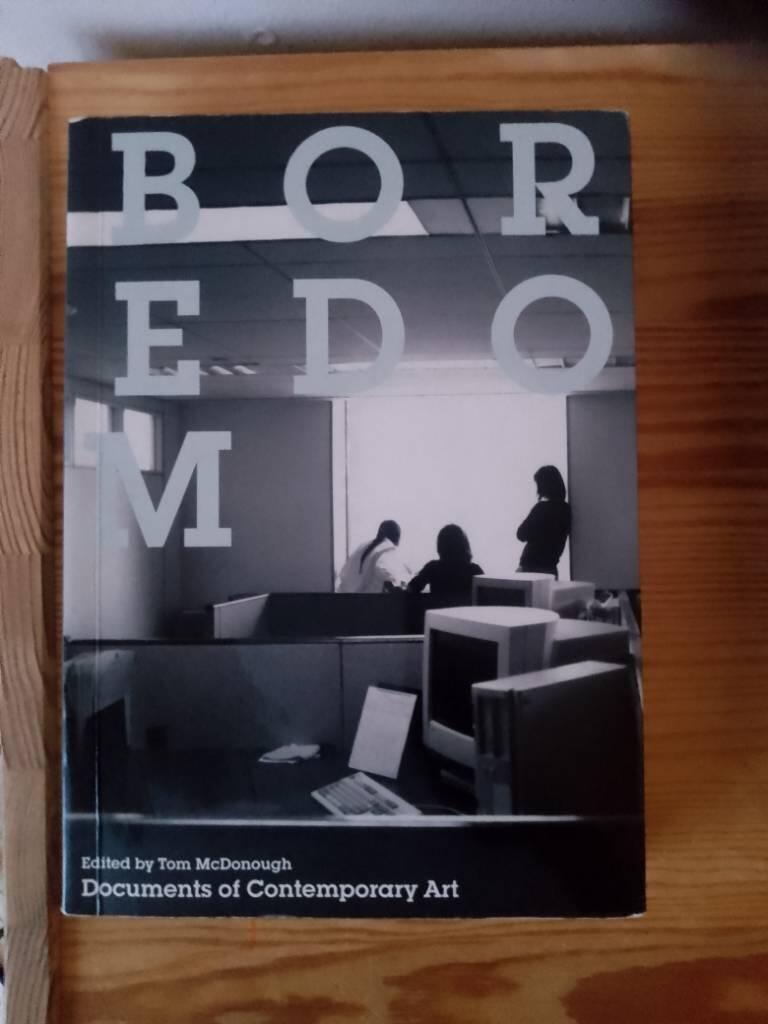 BOR
EDO
M
Edited by Tom McDonough
Documents of Contemporary Art